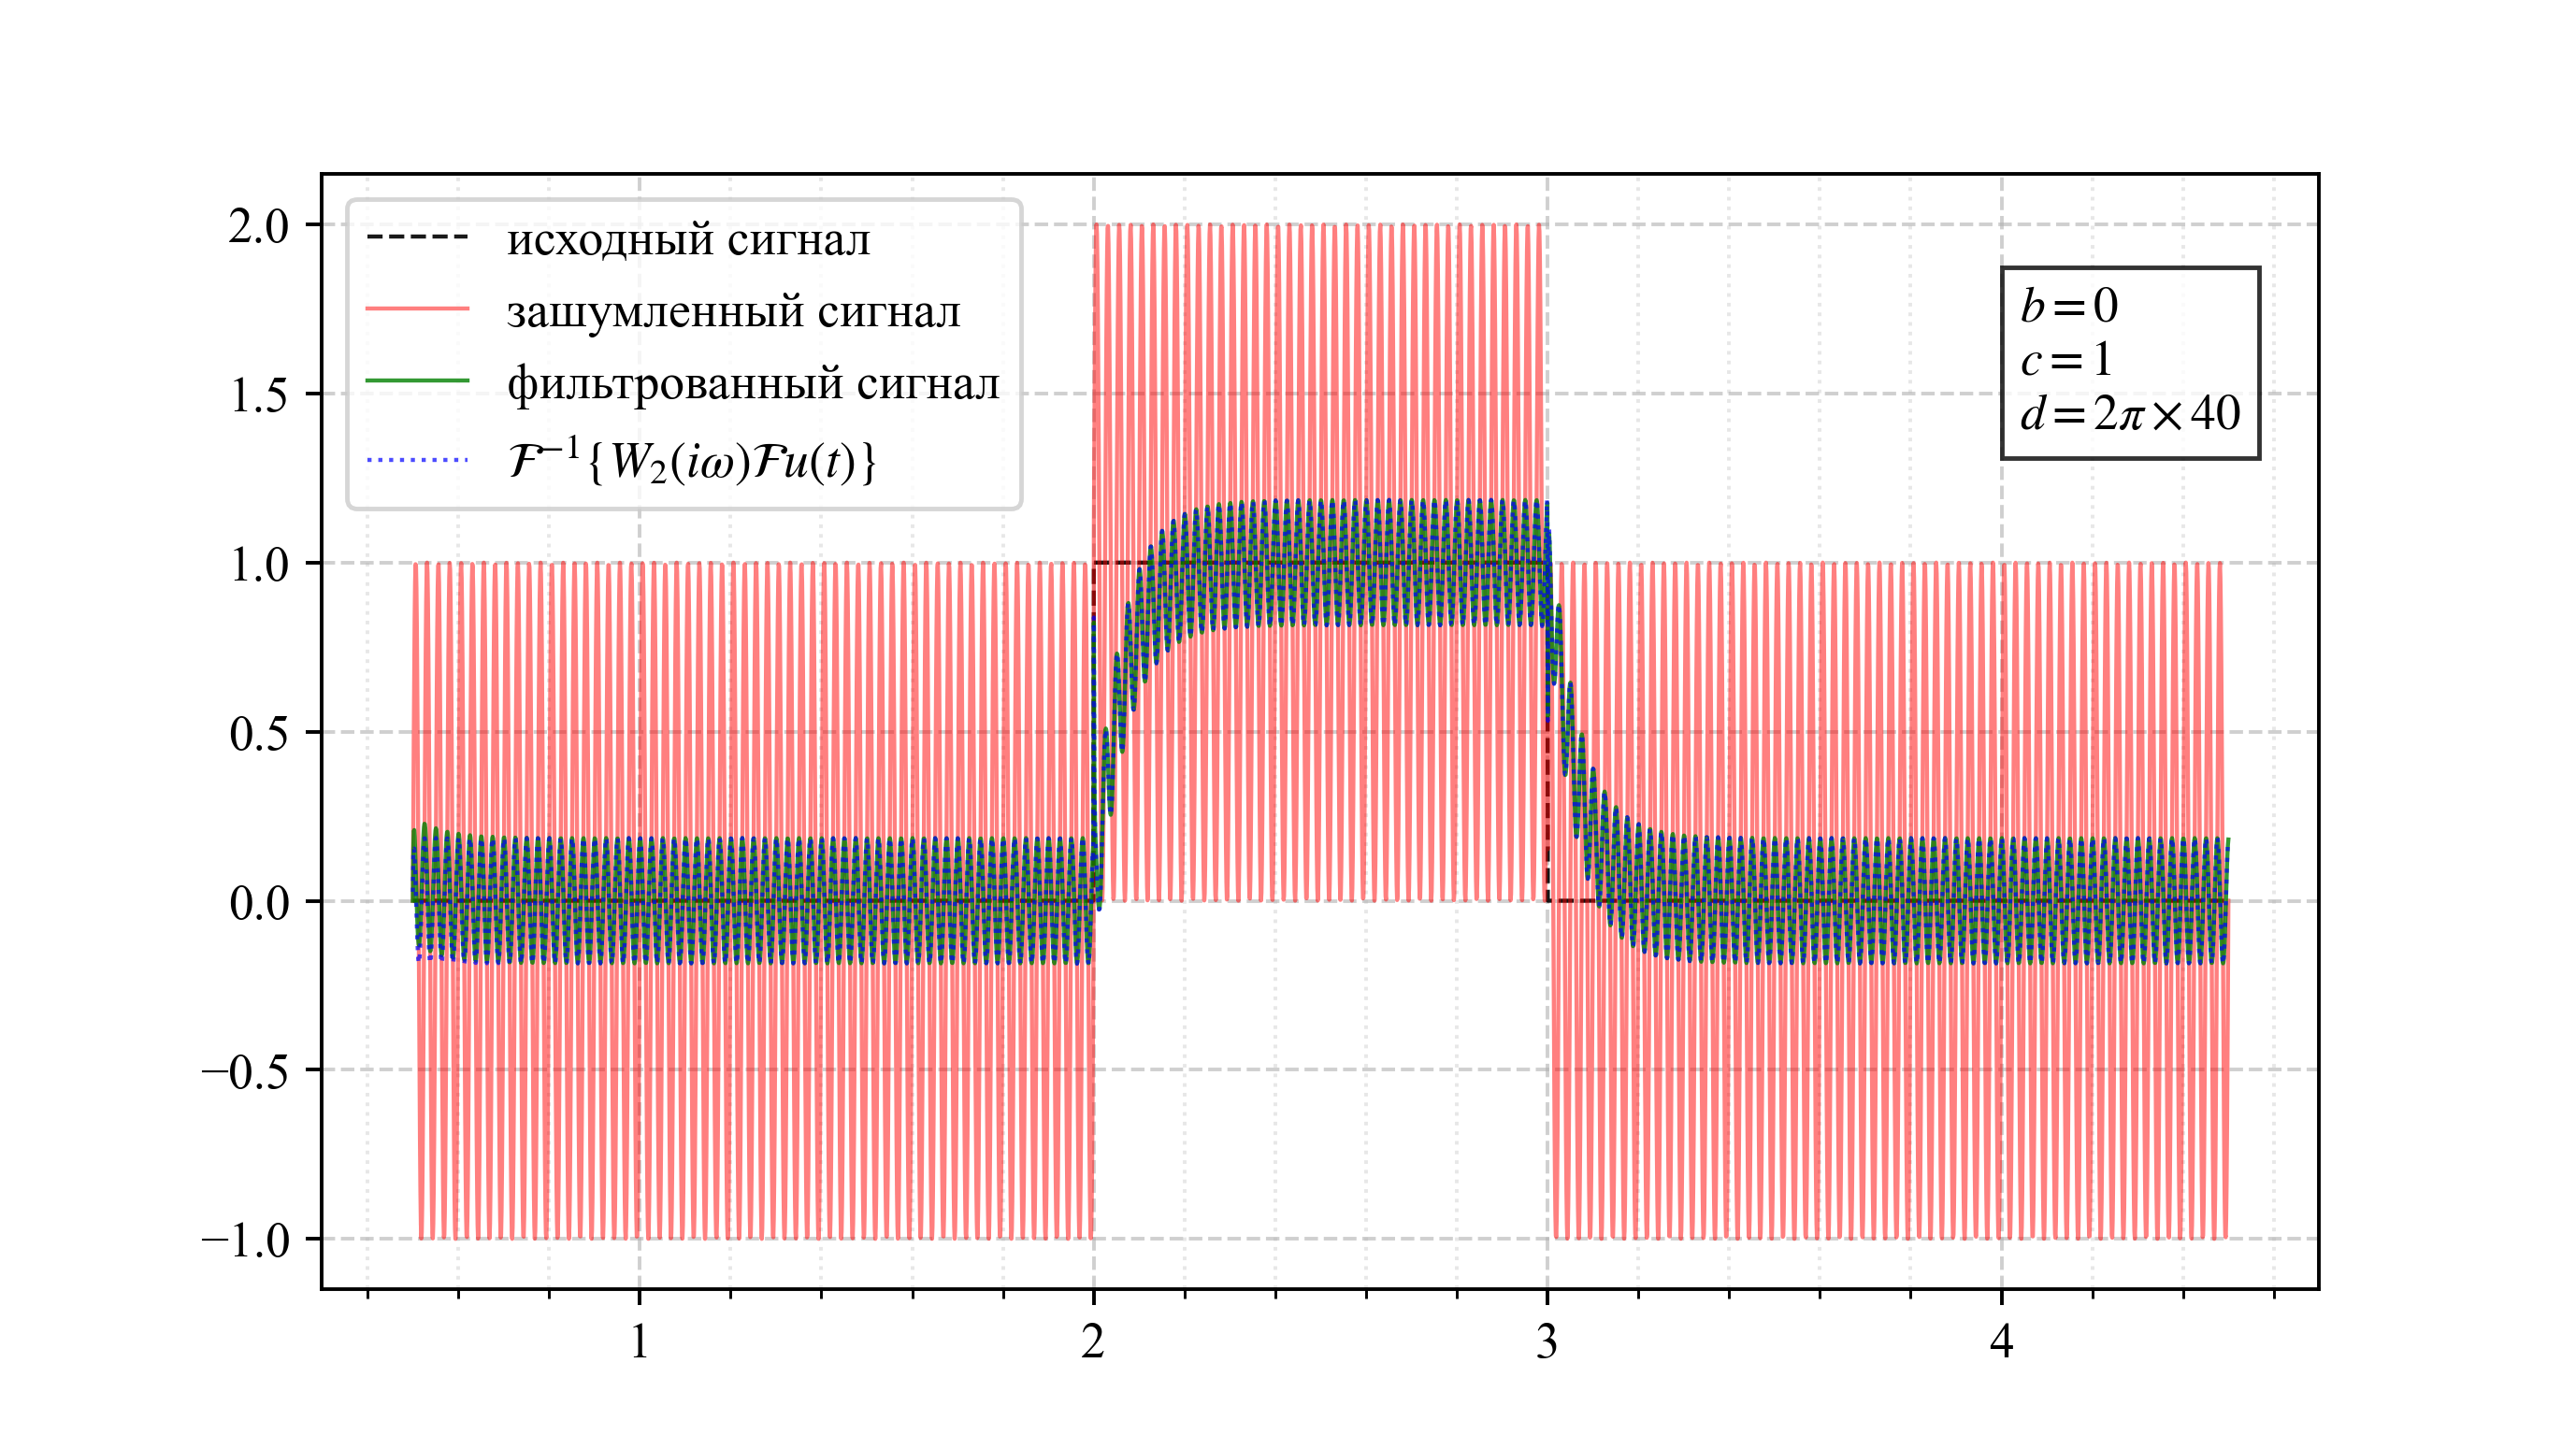 исходный сигнал
зашумленный сигнал
фильтрованный сигнал
ℱ⁻¹{W₂(iω)ℱu(t)}
b = 0
c = 1
d = 2π × 40
2.0
1.5
1.0
0.5
0.0
−0.5
−1.0
1 2 3 4